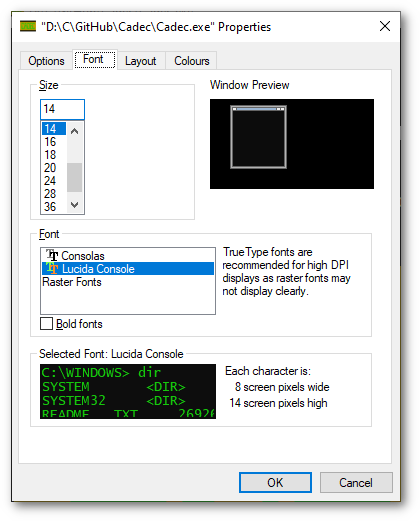 "D:\C\GitHub\Cadec\Cadec.exe" Properties
Options
Font
Layout
Colours
Size
Window Preview
14
14
16
18
20
24
28
36
Font
Consolas
Lucida Console
Raster Fonts
TrueType fonts are
recommended for high DPI
displays as raster fonts may
not display clearly.
Bold fonts
Selected Font: Lucida Console
C:\WINDOWS> dir
SYSTEM <DIR>
SYSTEM32 <DIR>
README TXT 26926
Each character is:
8 screen pixels wide
14 screen pixels high
OK
Cancel